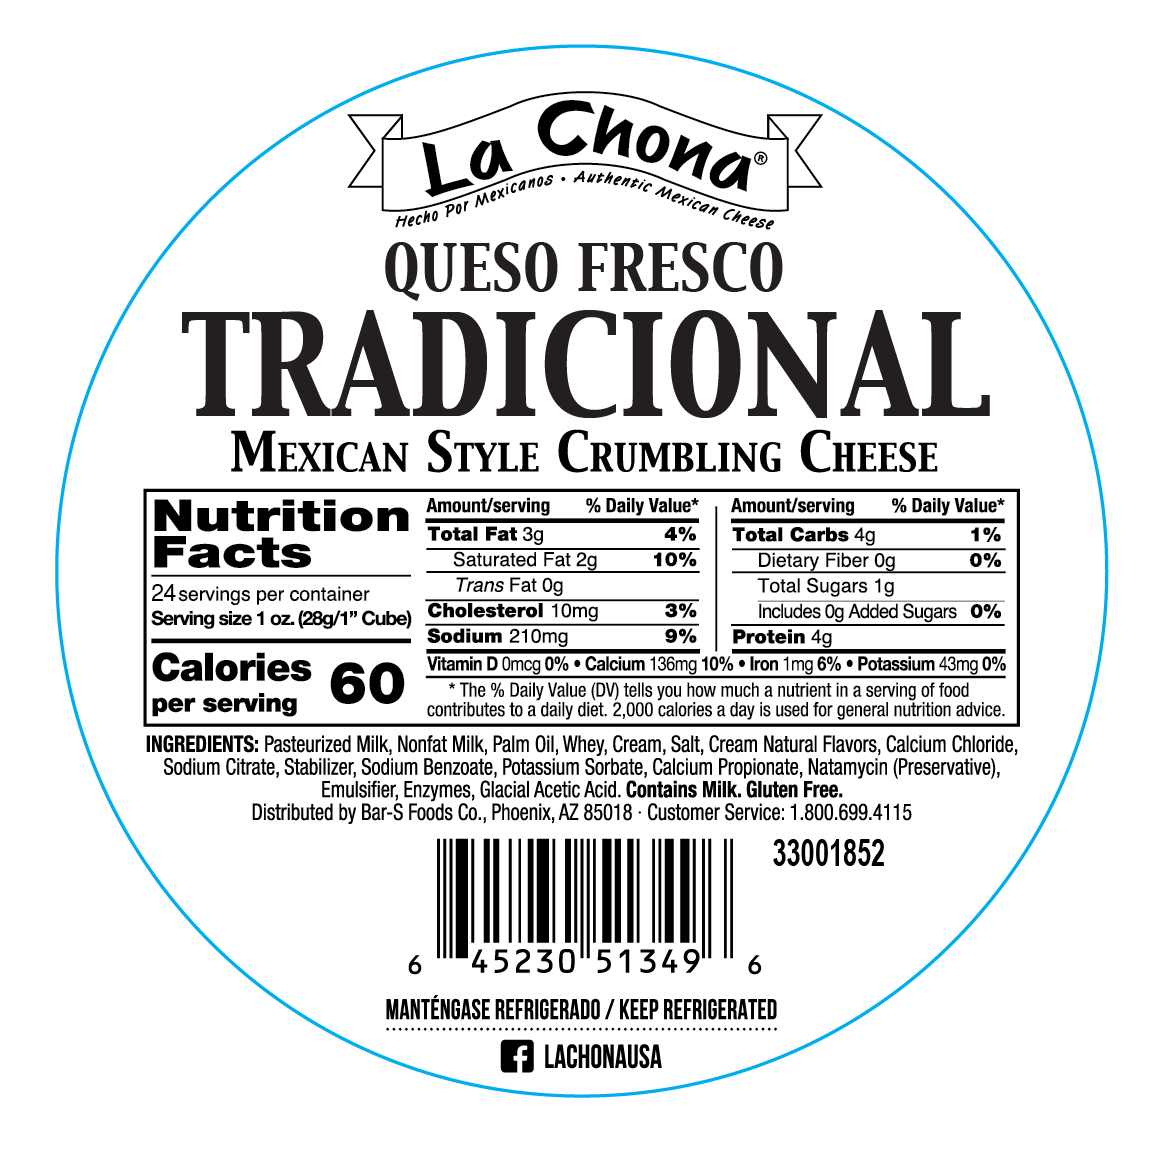 La Chona®
Hecho Por Mexicanos • Authentic Mexican Cheese
QUESO FRESCO
TRADICIONAL
MEXICAN STYLE CRUMBLING CHEESE
Nutrition
Facts
24 servings per container
Serving size 1 oz. (28g/1” Cube)
Calories
per serving
60
Amount/serving % Daily Value*
Total Fat 3g 4%
Saturated Fat 2g 10%
Trans Fat 0g
Cholesterol 10mg 3%
Sodium 210mg 9%
Amount/serving % Daily Value*
Total Carbs 4g 1%
Dietary Fiber 0g 0%
Total Sugars 1g
Includes 0g Added Sugars 0%
Protein 4g
Vitamin D 0mcg 0% • Calcium 136mg 10% • Iron 1mg 6% • Potassium 43mg 0%
* The % Daily Value (DV) tells you how much a nutrient in a serving of food
contributes to a daily diet. 2,000 calories a day is used for general nutrition advice.
INGREDIENTS: Pasteurized Milk, Nonfat Milk, Palm Oil, Whey, Cream, Salt, Cream Natural Flavors, Calcium Chloride,
Sodium Citrate, Stabilizer, Sodium Benzoate, Potassium Sorbate, Calcium Propionate, Natamycin (Preservative),
Emulsifier, Enzymes, Glacial Acetic Acid. Contains Milk. Gluten Free.
Distributed by Bar-S Foods Co., Phoenix, AZ 85018 · Customer Service: 1.800.699.4115
33001852
6 45230 51349 6
MANTÉNGASE REFRIGERADO / KEEP REFRIGERATED
LACHONAUSA